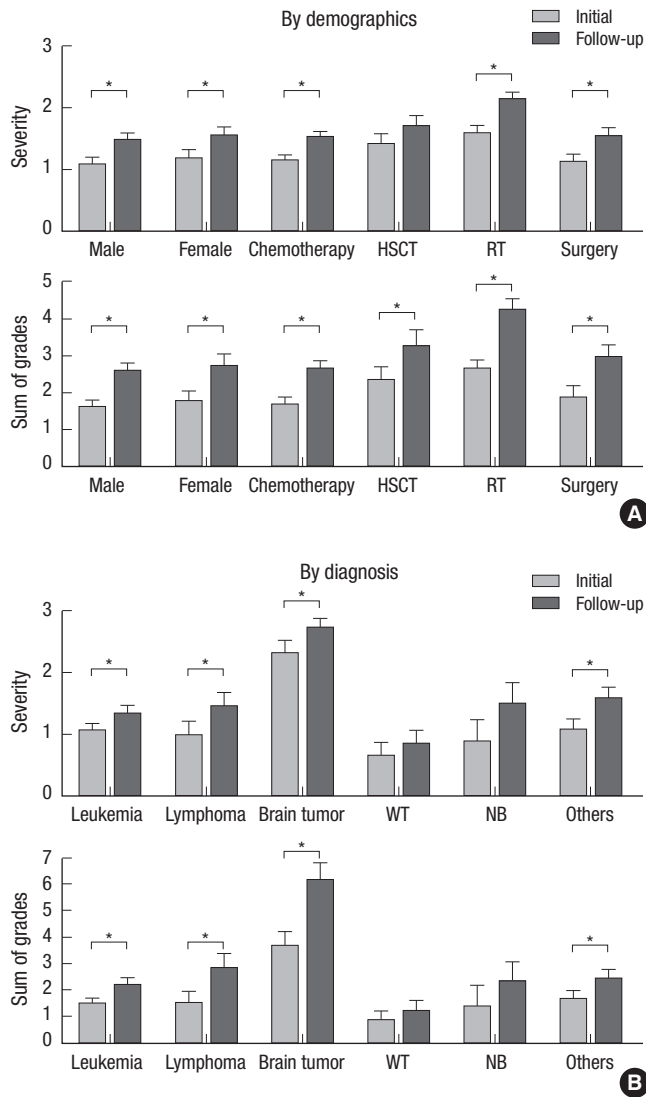 By demographics
Initial
Follow-up
Severity
3
2
1
0
* * * * *
Male Female Chemotherapy HSCT RT Surgery
Sum of grades
5
4
3
2
1
0
* * * * * *
Male Female Chemotherapy HSCT RT Surgery
A
By diagnosis
Initial
Follow-up
Severity
3
2
1
0
* * * *
Leukemia Lymphoma Brain tumor WT NB Others
Sum of grades
7
6
5
4
3
2
1
0
* * * *
Leukemia Lymphoma Brain tumor WT NB Others
B